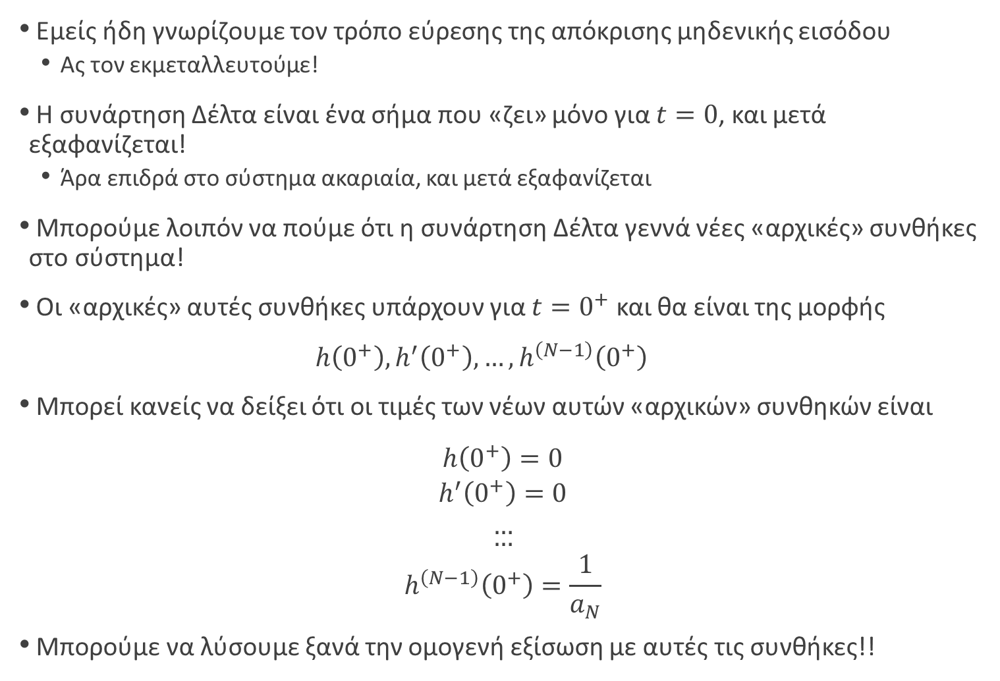 • Εμείς ήδη γνωρίζουμε τον τρόπο εύρεσης της απόκρισης μηδενικής εισόδου
• Ας τον εκμεταλλευτούμε!
• Η συνάρτηση Δέλτα είναι ένα σήμα που «ζει» μόνο για t = 0, και μετά
εξαφανίζεται!
• Άρα επιδρά στο σύστημα ακαριαία, και μετά εξαφανίζεται
• Μπορούμε λοιπόν να πούμε ότι η συνάρτηση Δέλτα γεννά νέες «αρχικές» συνθήκες
στο σύστημα!
• Οι «αρχικές» αυτές συνθήκες υπάρχουν για t = 0⁺ και θα είναι της μορφής
h(0⁺), h′(0⁺), … , h⁽ᴺ⁻¹⁾(0⁺)
• Μπορεί κανείς να δείξει ότι οι τιμές των νέων αυτών «αρχικών» συνθηκών είναι
h(0⁺) = 0
h′(0⁺) = 0
⋮
h⁽ᴺ⁻¹⁾(0⁺) = 1/a_N
• Μπορούμε να λύσουμε ξανά την ομογενή εξίσωση με αυτές τις συνθήκες!!